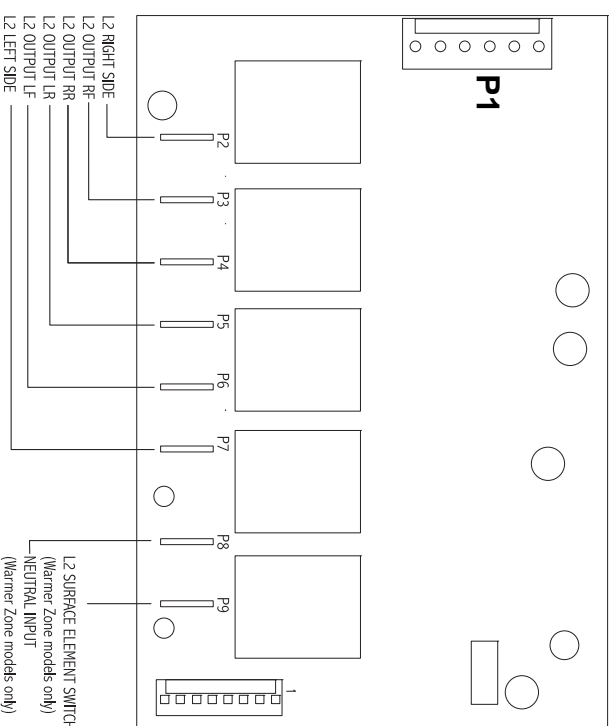 P1
P2
P3
P4
P5
P6
P7
P8
P9
1
L2 RIGHT SIDE
L2 OUTPUT RF
L2 OUTPUT RR
L2 OUTPUT LR
L2 OUTPUT LF
L2 LEFT SIDE
L2 SURFACE ELEMENT SWITCH
(Warmer Zone models only)
NEUTRAL INPUT
(Warmer Zone models only)